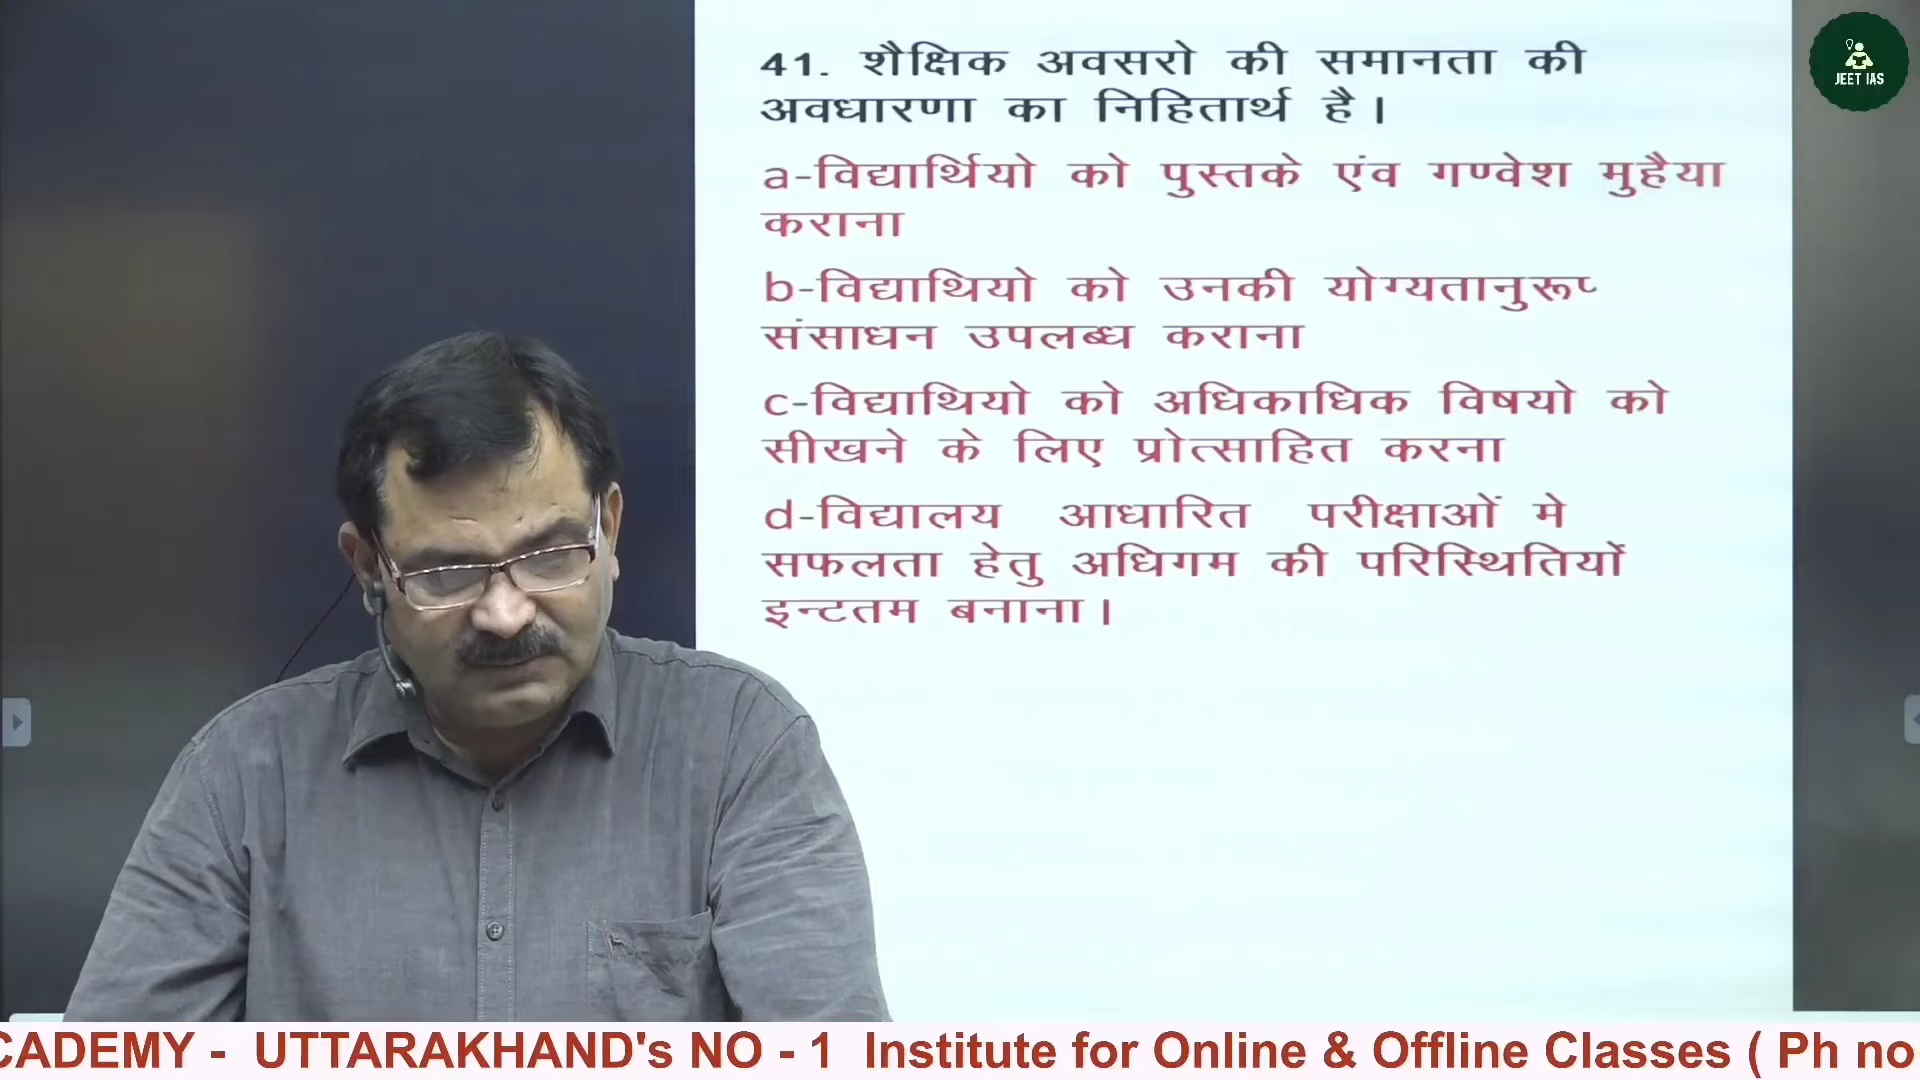 41. शैक्षिक अवसरो की समानता की
अवधारणा का निहितार्थ है।
a-विद्यार्थियो को पुस्तके एंव गण्वेश मुहैया
कराना
b-विद्याथियो को उनकी योग्यतानुरूप्
संसाधन उपलब्ध कराना
c-विद्याथियो को अधिकाधिक विषयो को
सीखने के लिए प्रोत्साहित करना
d-विद्यालय आधारित परीक्षाओं मे
सफलता हेतु अधिगम की परिस्थितियों
इन्टतम बनाना।
JEET IAS
CADEMY - UTTARAKHAND's NO - 1 Institute for Online & Offline Classes ( Ph no